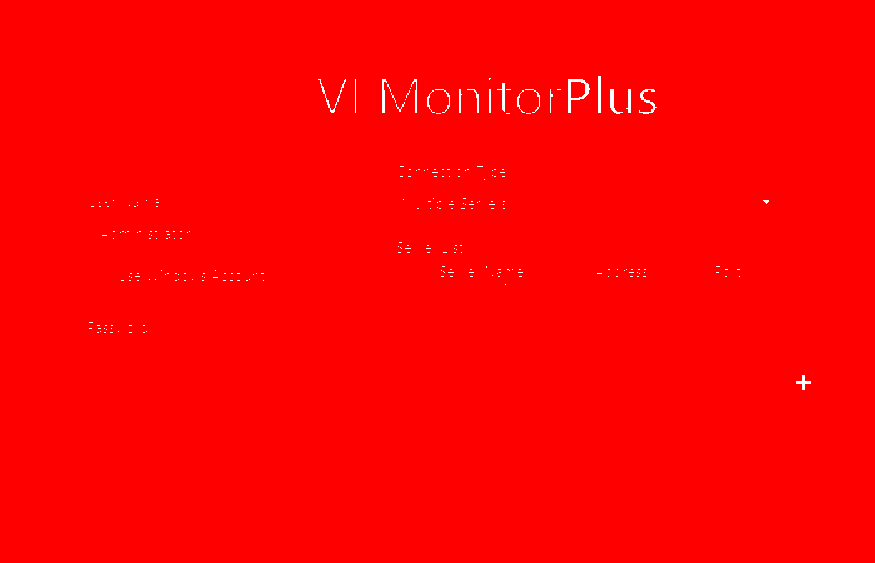 VI MonitorPlus
Connection Type
User Name
Multiple Servers
Administrator
Server List
Use Windows Account
Server Name Address Port
Password
+